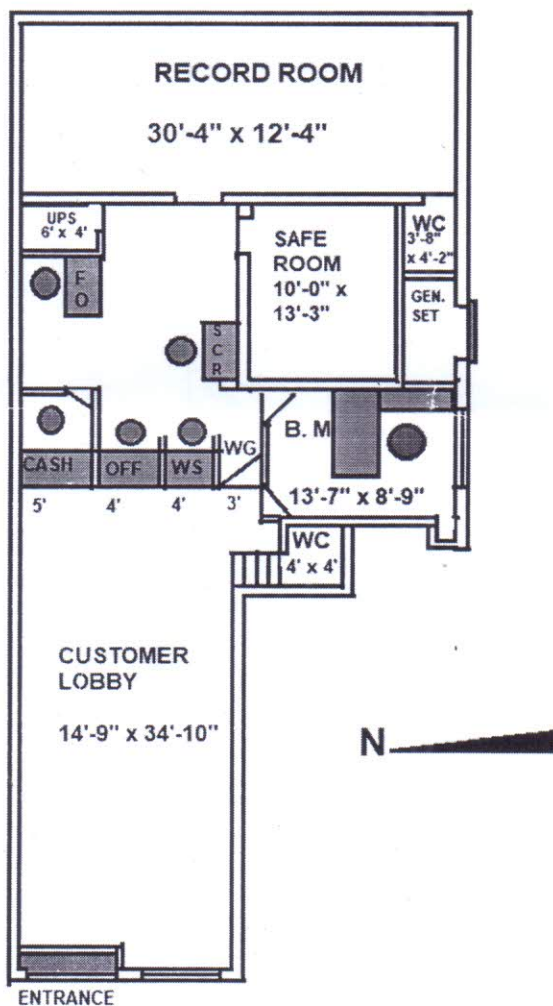 RECORD ROOM
30'-4" x 12'-4"
UPS
6' x 4'
F
O
SAFE
ROOM
10'-0" x
13'-3"
WC
3'-8"
x 4'-2"
GEN.
SET
S
C
R
B. M
13'-7" x 8'-9"
WG
CASH
OFF
WS
5'
4'
4'
3'
WC
4' x 4'
CUSTOMER
LOBBY
14'-9" x 34'-10"
N
ENTRANCE